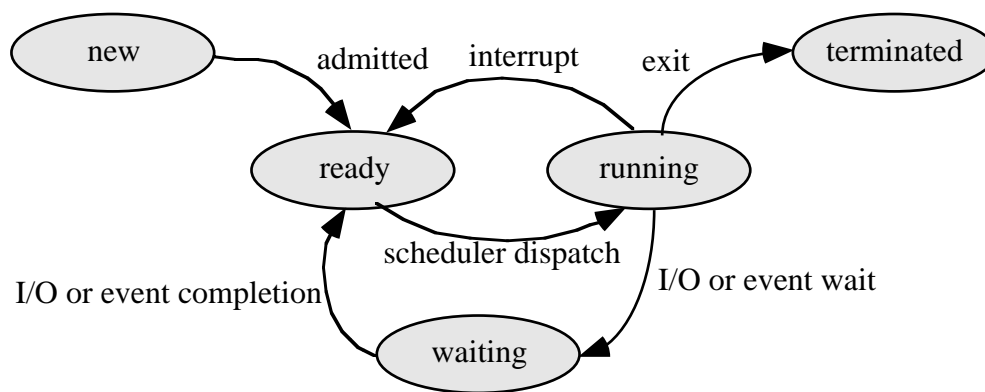 new
terminated
admitted
interrupt
exit
ready
running
scheduler dispatch
I/O or event completion
I/O or event wait
waiting